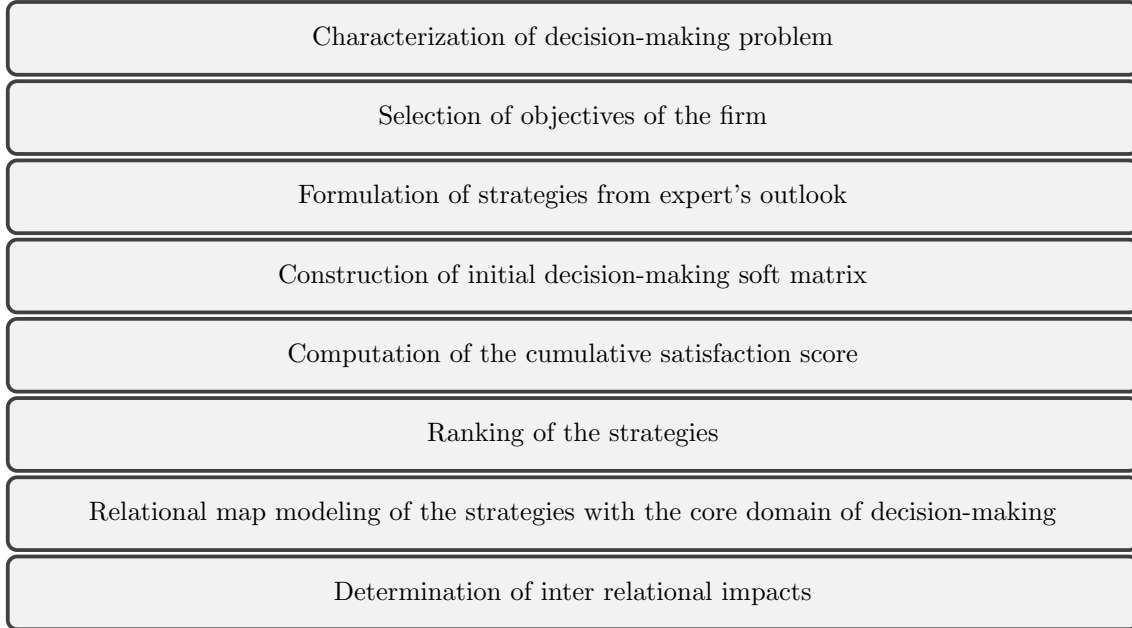 Characterization of decision-making problem
Selection of objectives of the firm
Formulation of strategies from expert's outlook
Construction of initial decision-making soft matrix
Computation of the cumulative satisfaction score
Ranking of the strategies
Relational map modeling of the strategies with the core domain of decision-making
Determination of inter relational impacts